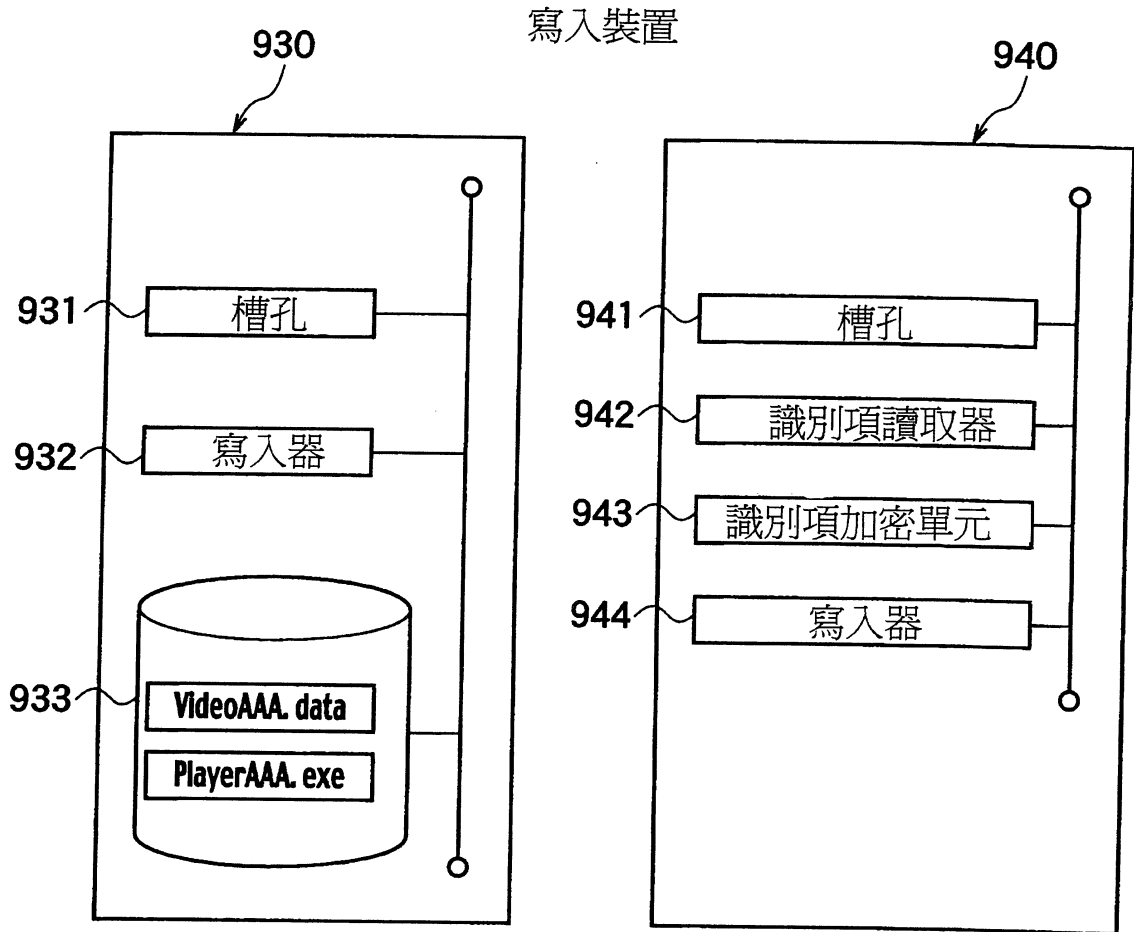 寫入裝置
930
931
槽孔
932
寫入器
933
VideoAAA. data
PlayerAAA. exe
940
941
槽孔
942
識別項讀取器
943
識別項加密單元
944
寫入器